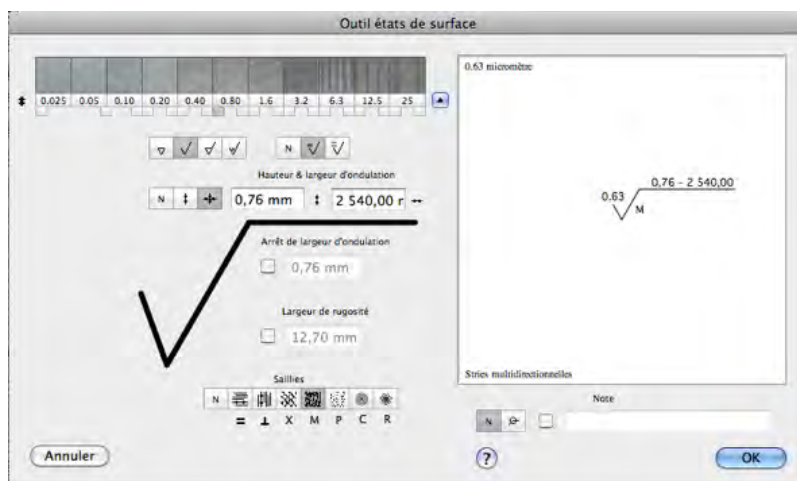 Outil états de surface
0.025 0.05 0.10 0.20 0.40 0.80 1.6 3.2 6.3 12.5 25
N
Hauteur & largeur d'ondulation
N 0,76 mm 2 540,00 r
Arrêt de largeur d'ondulation
0,76 mm
Largeur de rugosité
12,70 mm
Saillies
N
= ⊥ X M P C R
Annuler
0.63 micromètre
0.63 0,76 - 2 540,00
M
Stries multidirectionnelles
Note
N
?
OK